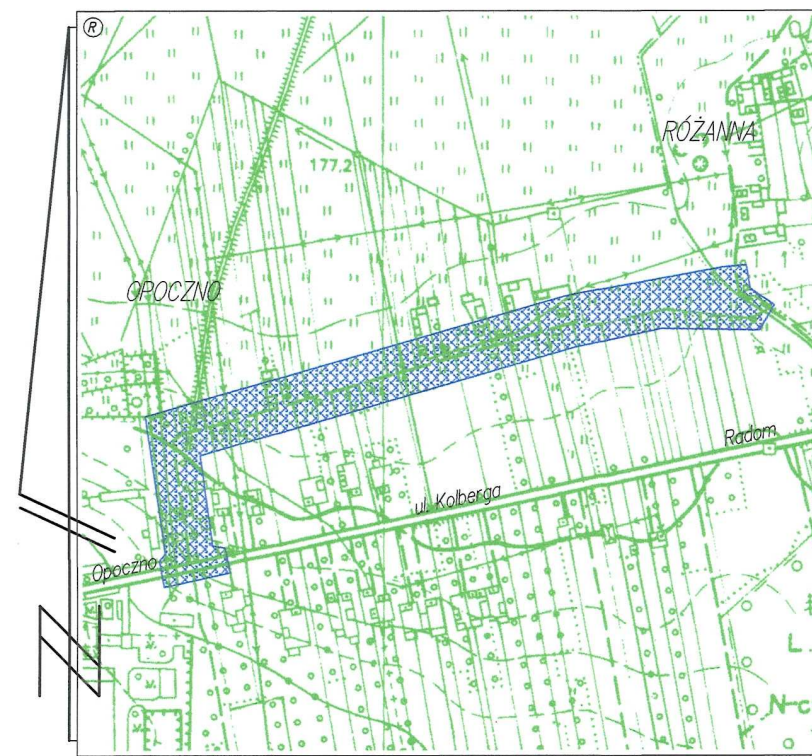 ®
RÓŻANNA
177.2
OPOCZNO
Radom
ul. Kolberga
Opoczno
L
N-c
N